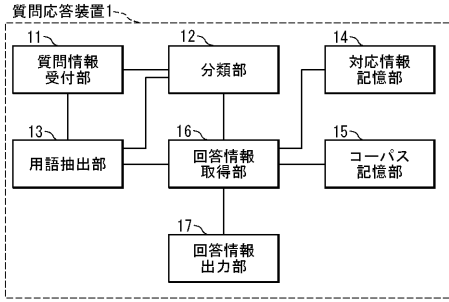 質問応答装置1
11
質問情報
受付部
12
分類部
14
対応情報
記憶部
13
用語抽出部
16
回答情報
取得部
15
コーパス
記憶部
17
回答情報
出力部